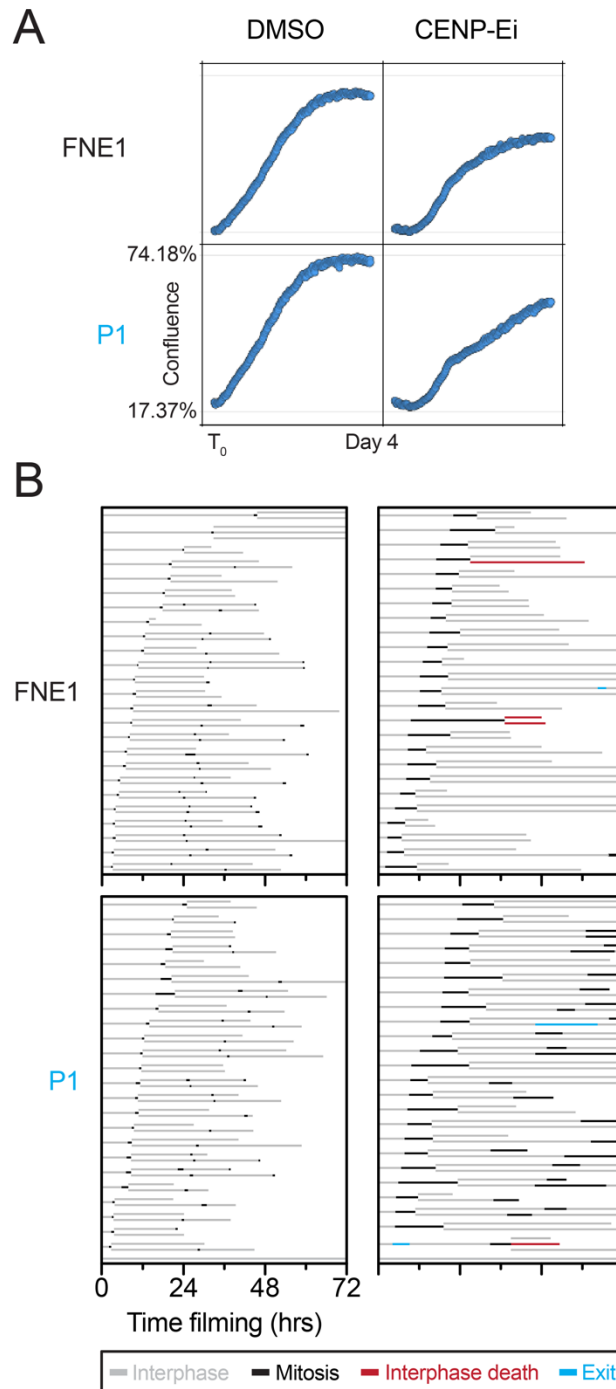 A
DMSO CENP-Ei
FNE1
74.18%
P1
Confluence
17.37%
T0 Day 4
B
FNE1
P1
0 24 48 72
Time filming (hrs)
Interphase Mitosis Interphase death Exit